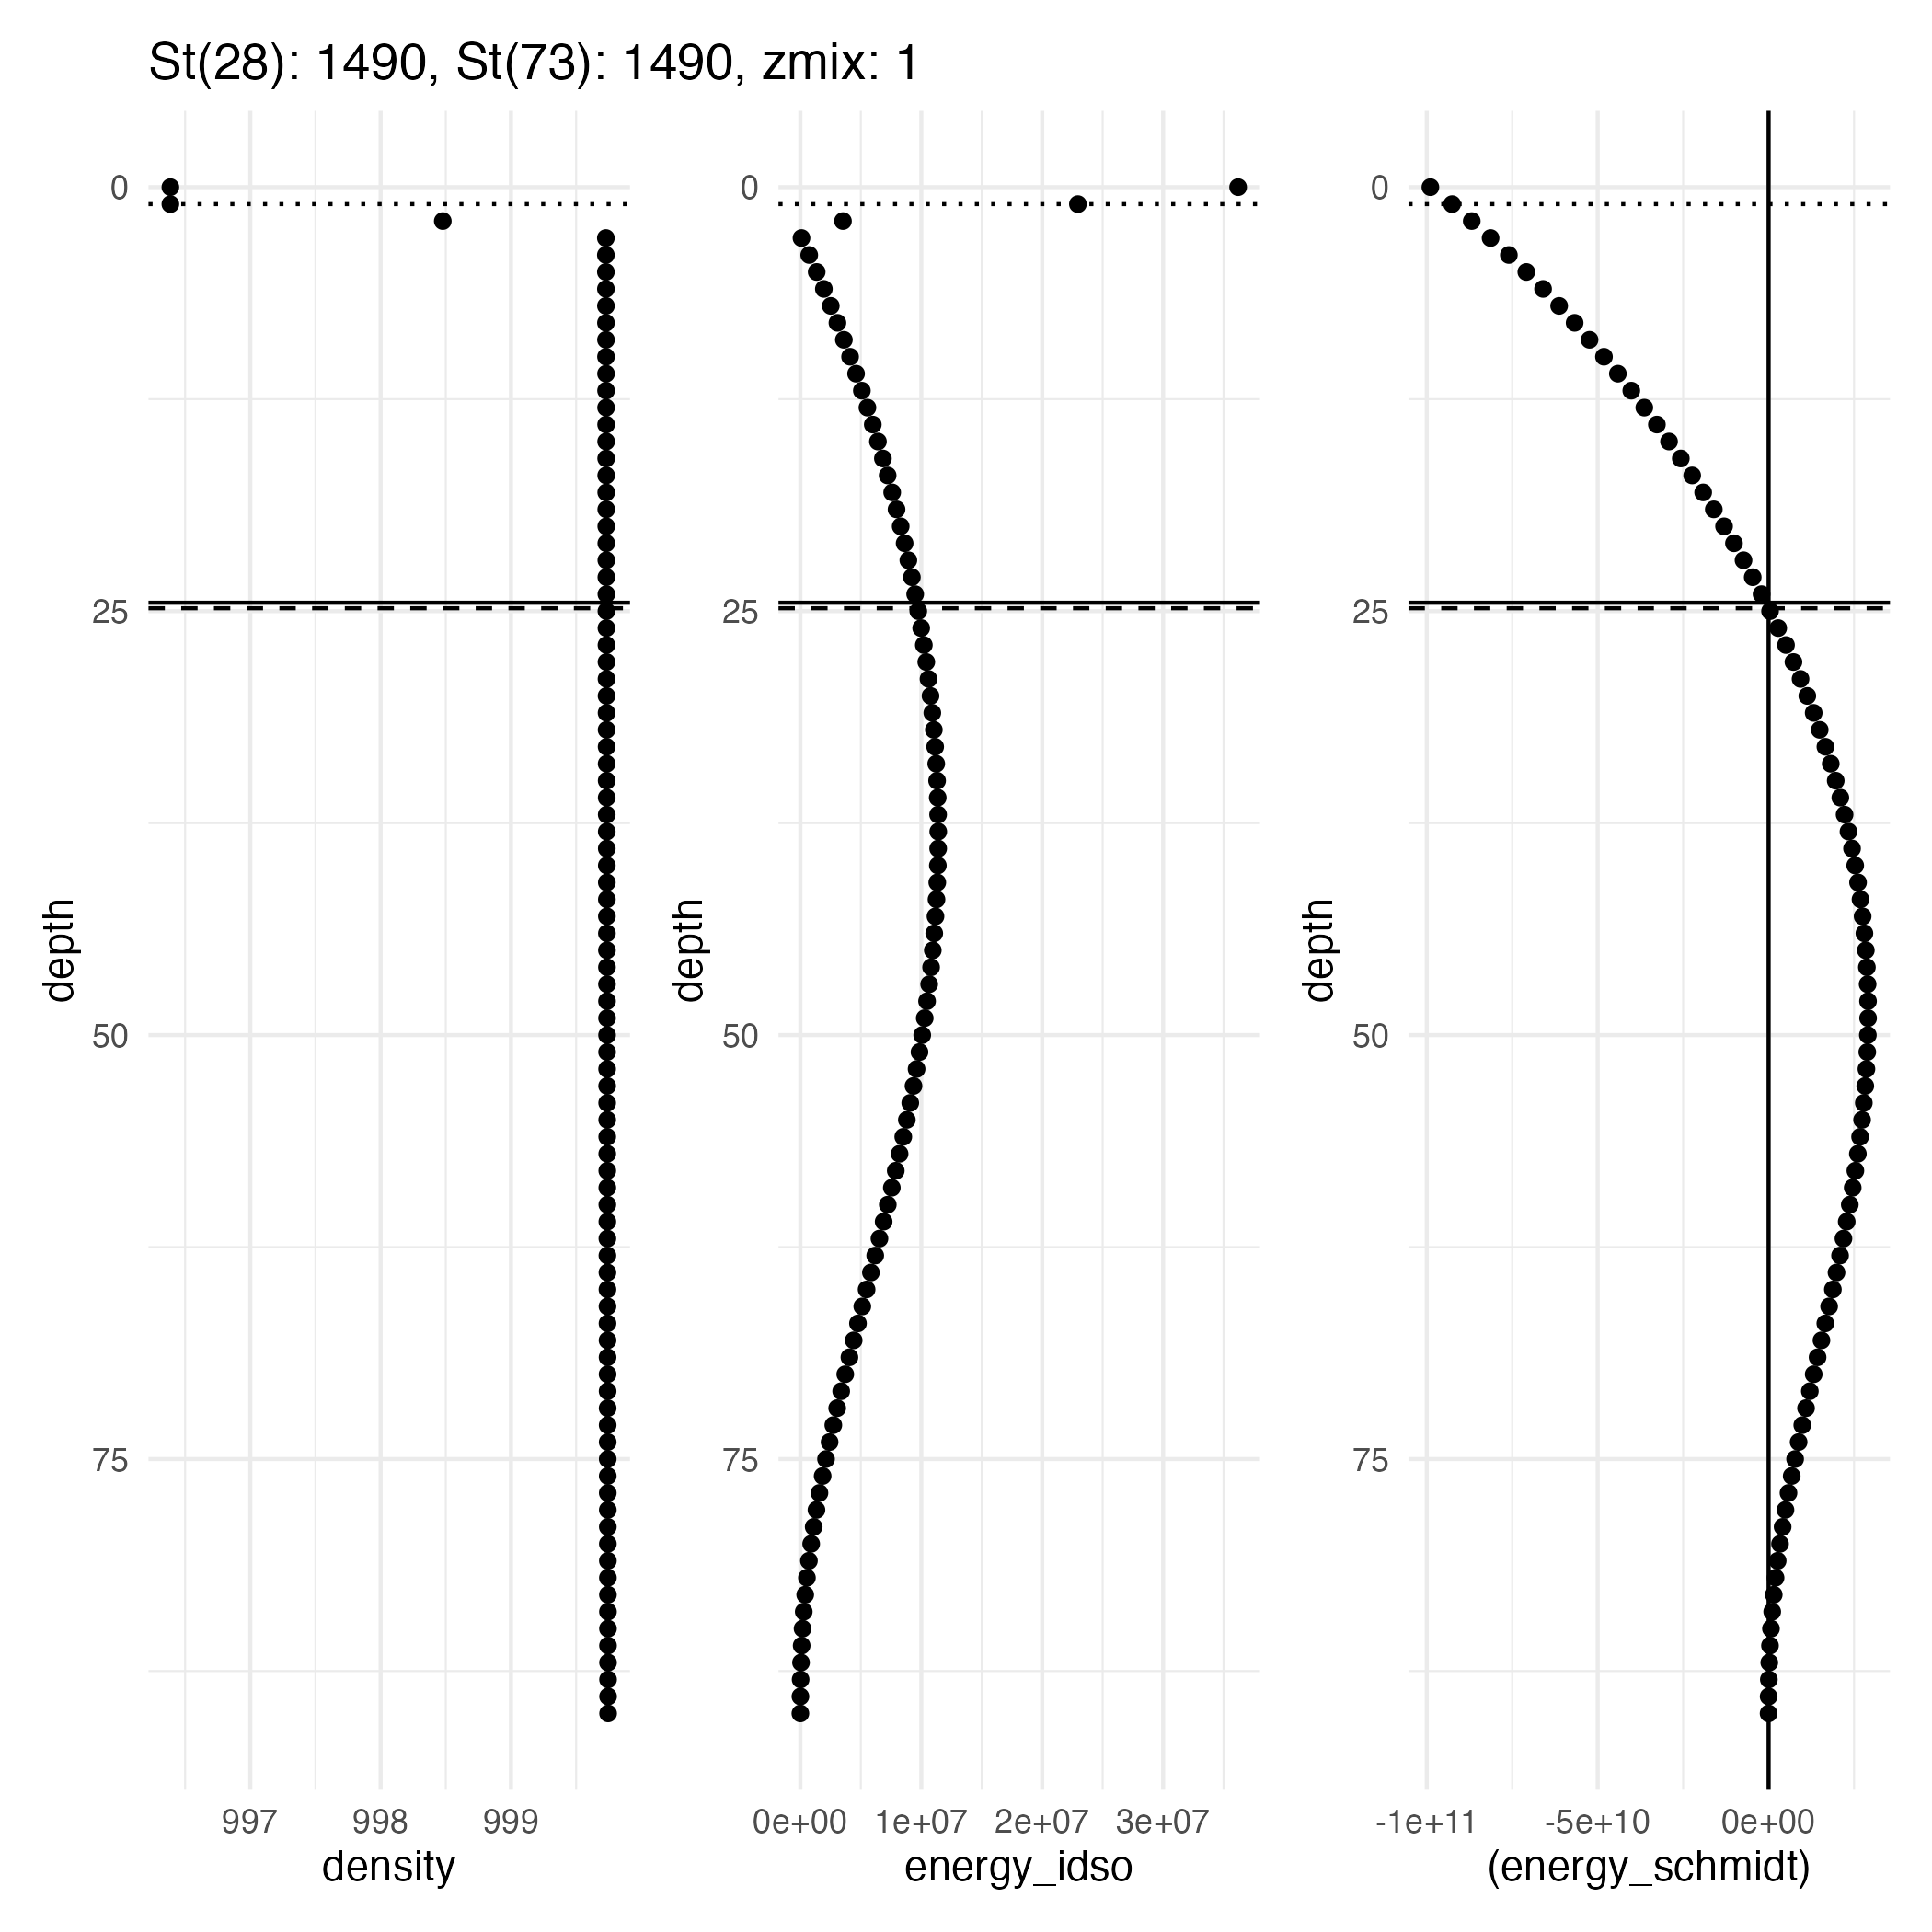 St(28): 1490, St(73): 1490, zmix: 1
0
25
50
75
depth
997 998 999
density
0
25
50
75
depth
0e+00 1e+07 2e+07 3e+07
energy_idso
0
25
50
75
depth
-1e+11 -5e+10 0e+00
(energy_schmidt)